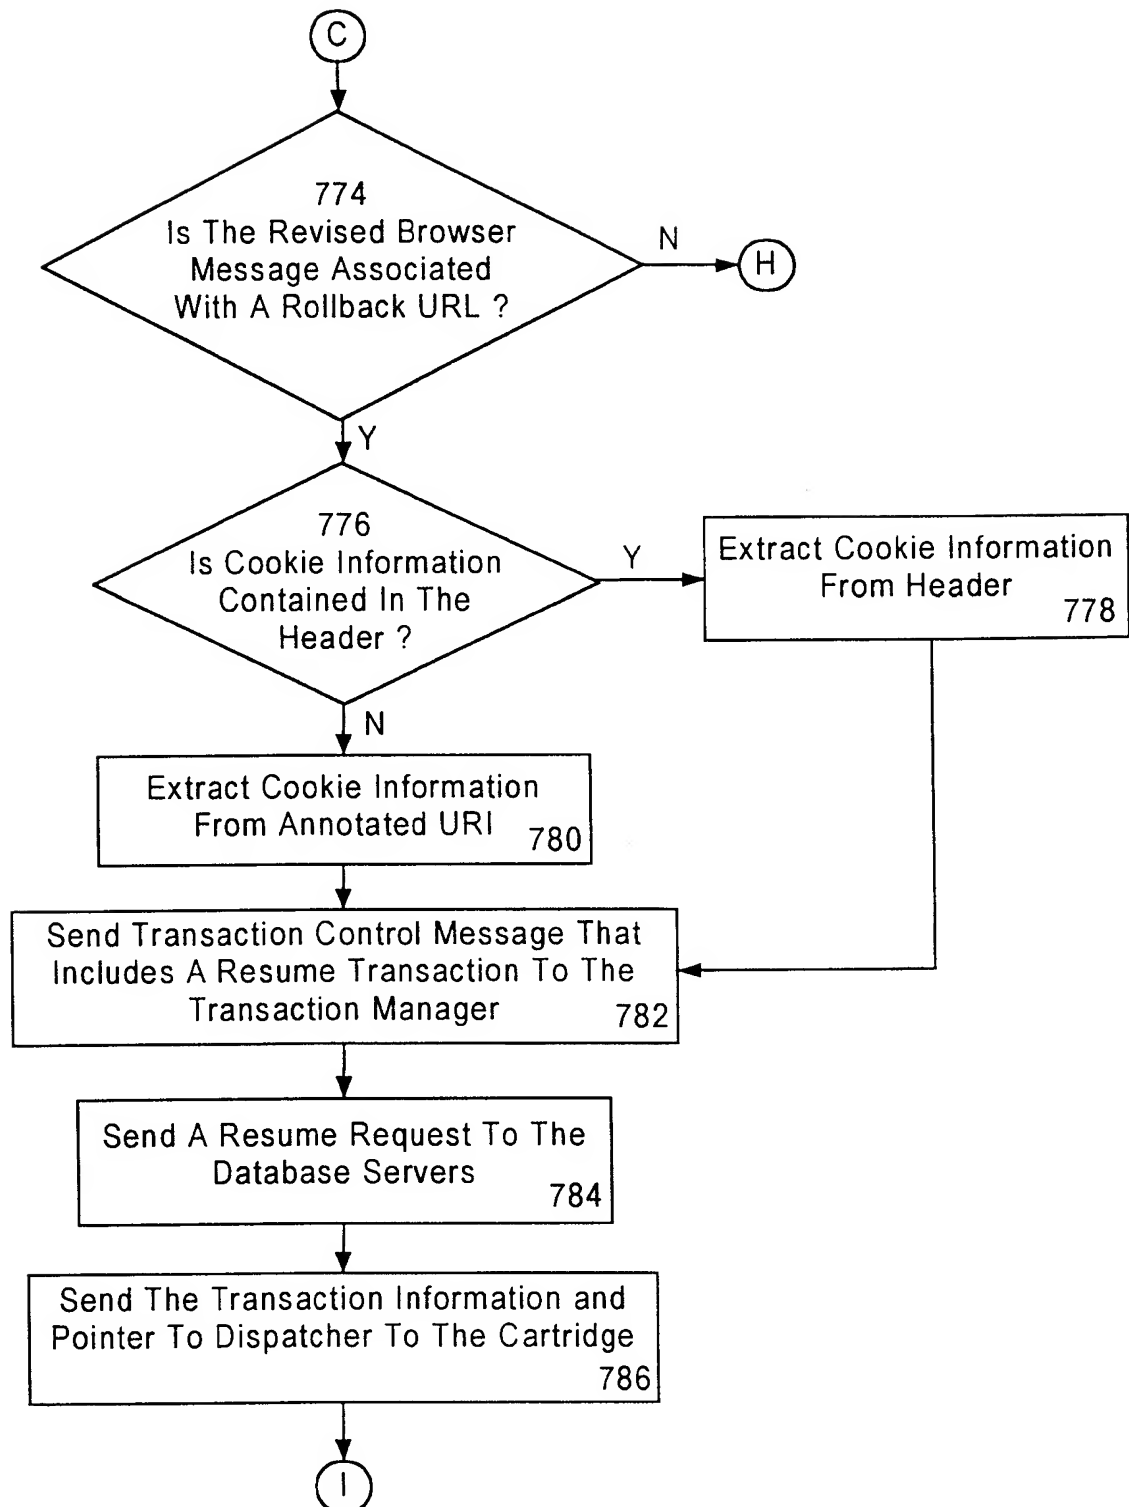 C
774
Is The Revised Browser
Message Associated
With A Rollback URL ?
N
H
Y
776
Is Cookie Information
Contained In The
Header ?
Y
Extract Cookie Information
From Header
778
N
Extract Cookie Information
From Annotated URI
780
Send Transaction Control Message That
Includes A Resume Transaction To The
Transaction Manager
782
Send A Resume Request To The
Database Servers
784
Send The Transaction Information and
Pointer To Dispatcher To The Cartridge
786
I